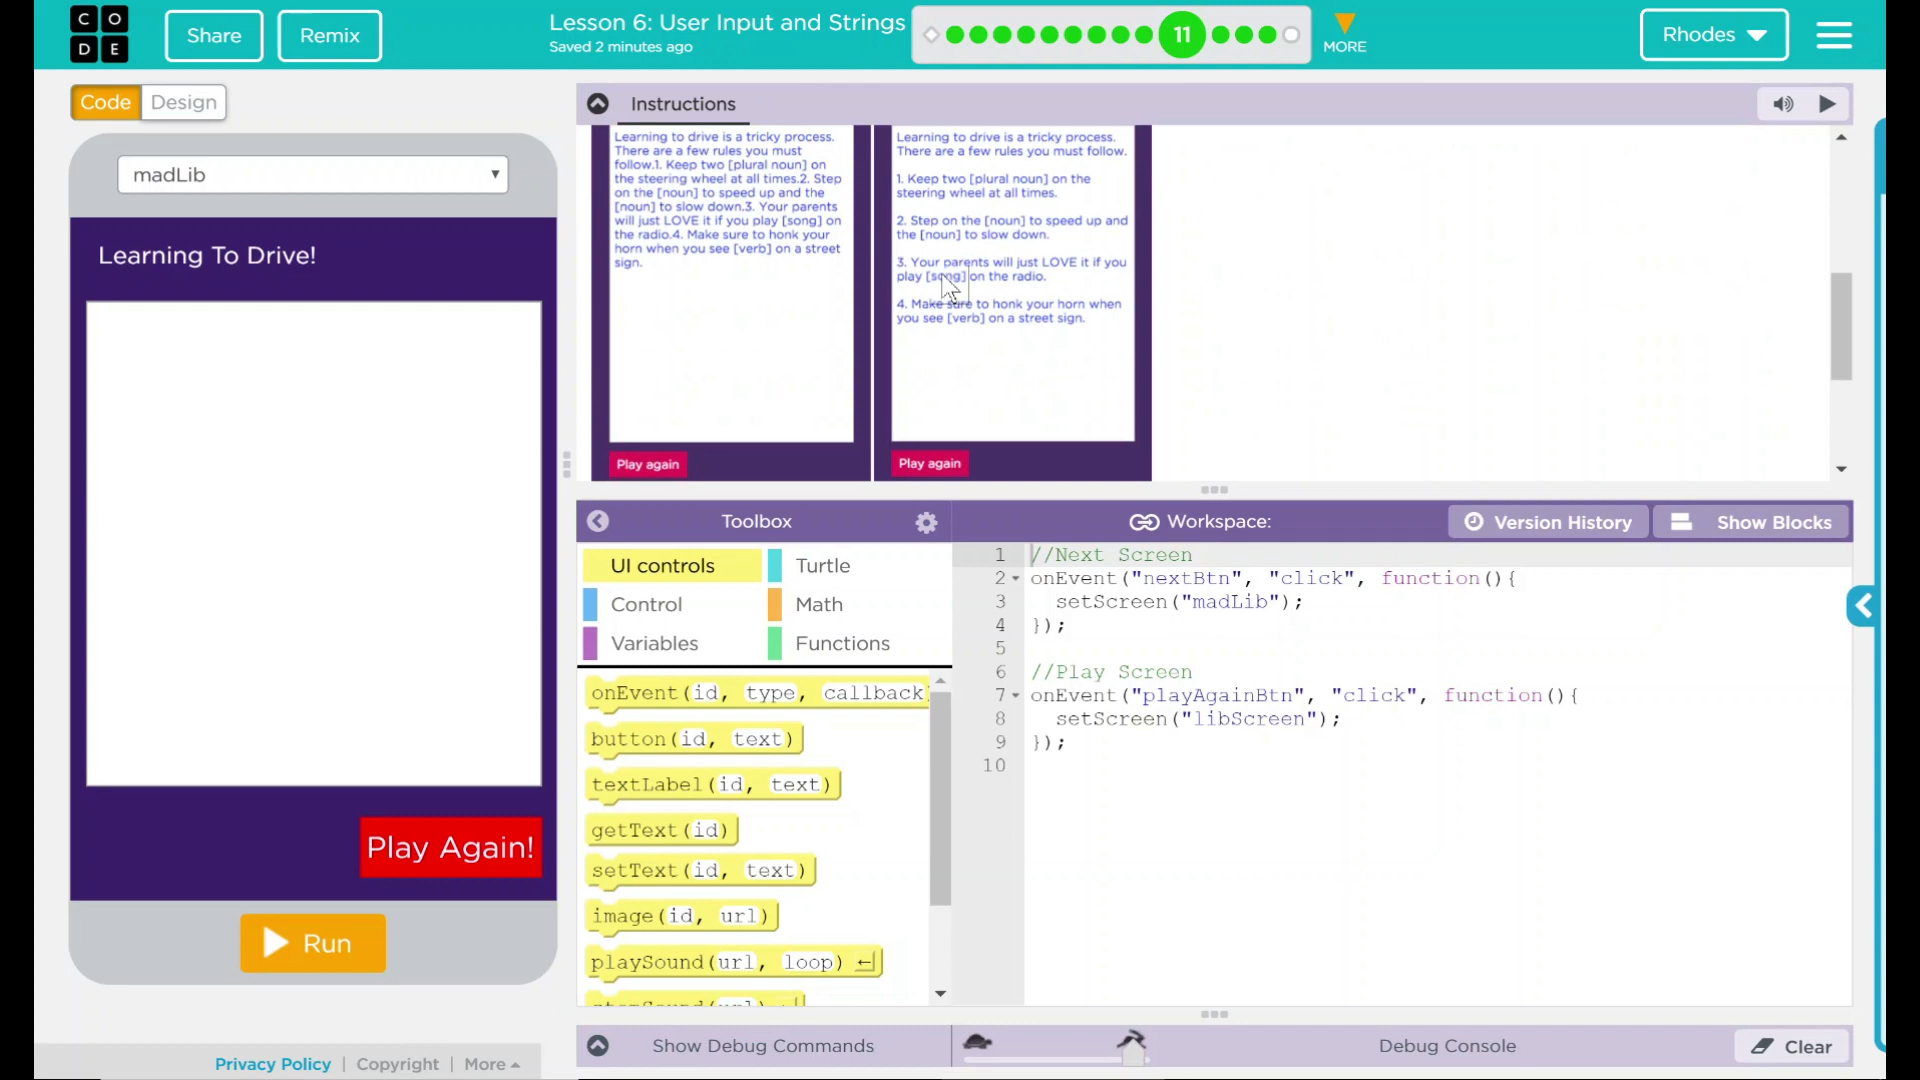 CODE
Share
Remix
Lesson 6: User Input and Strings
Saved 2 minutes ago
11
MORE
Rhodes
Code
Design
madLib
Learning To Drive!
Play Again!
Run
Privacy Policy | Copyright | More
Instructions
Learning to drive is a tricky process.
There are a few rules you must
follow.1. Keep two [plural noun] on
the steering wheel at all times.2. Step
on the [noun] to speed up and the
[noun] to slow down.3. Your parents
will just LOVE it if you play [song] on
the radio.4. Make sure to honk your
horn when you see [verb] on a street
sign.
Play again
Learning to drive is a tricky process.
There are a few rules you must follow.
1. Keep two [plural noun] on the
steering wheel at all times.
2. Step on the [noun] to speed up and
the [noun] to slow down.
3. Your parents will just LOVE it if you
play [song] on the radio.
4. Make sure to honk your horn when
you see [verb] on a street sign.
Play again
Toolbox
UI controls
Turtle
Control
Math
Variables
Functions
onEvent(id, type, callback)
button(id, text)
textLabel(id, text)
getText(id)
setText(id, text)
image(id, url)
playSound(url, loop)
Workspace:
Version History
Show Blocks
1 //Next Screen
2 onEvent("nextBtn", "click", function(){
3 setScreen("madLib");
4 });
5
6 //Play Screen
7 onEvent("playAgainBtn", "click", function(){
8 setScreen("libScreen");
9 });
10
Show Debug Commands
Debug Console
Clear